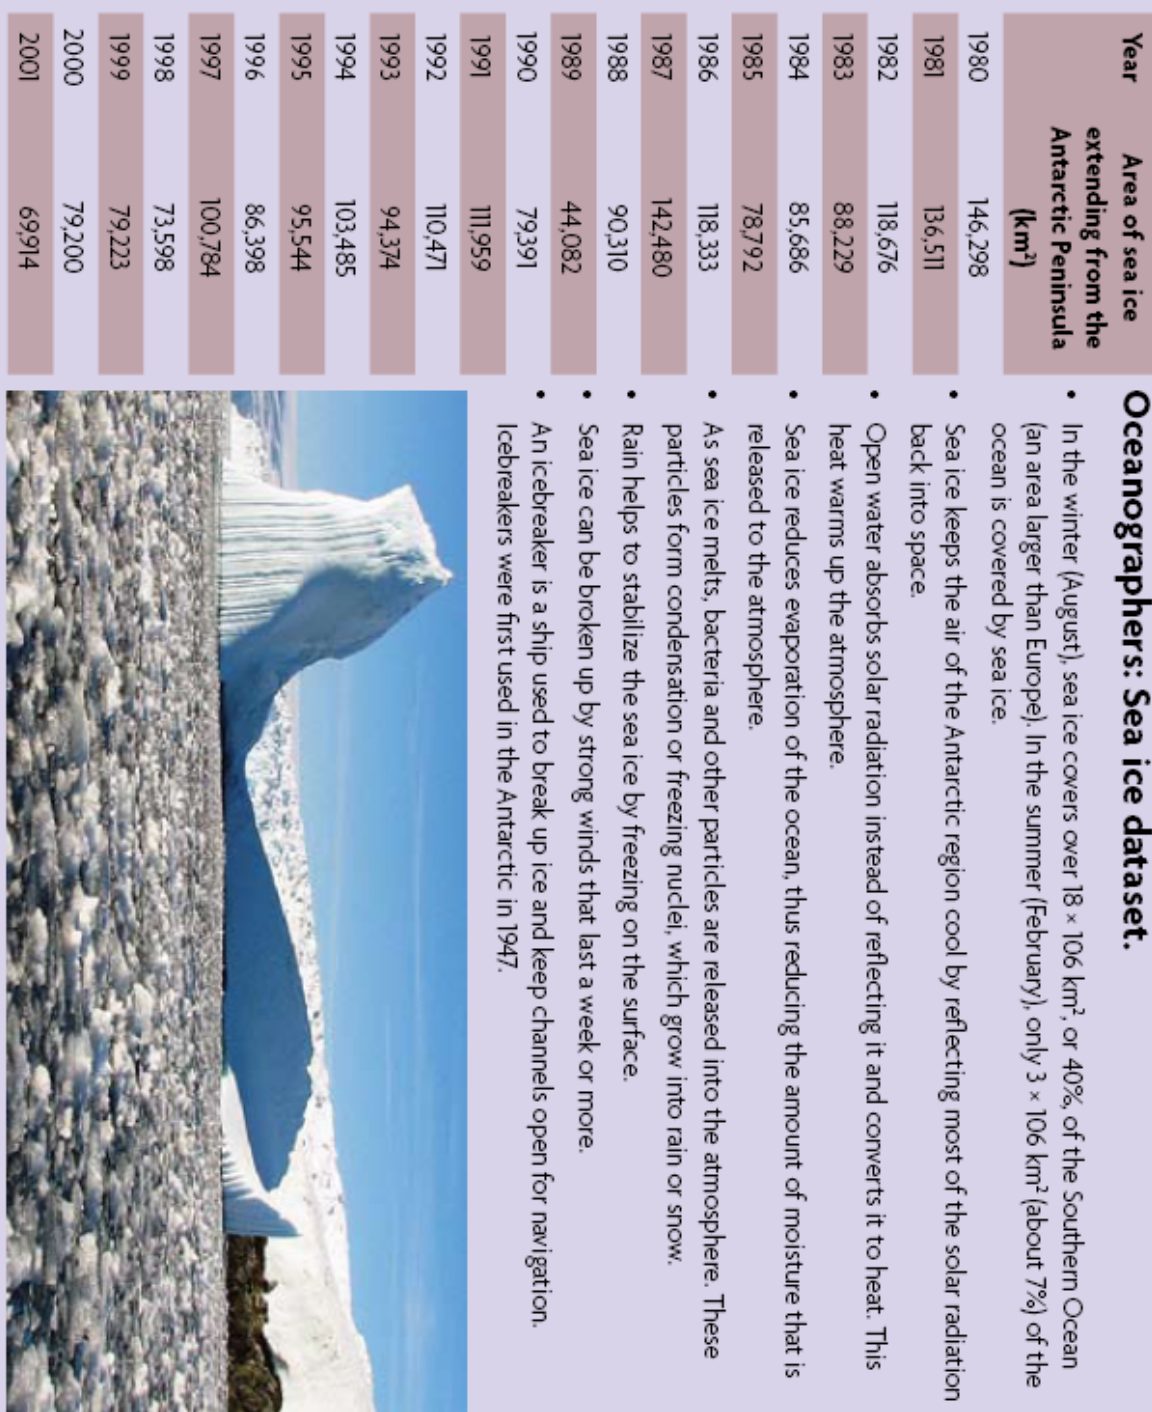 Oceanographers: Sea ice dataset.
Year Area of sea ice
extending from the
Antarctic Peninsula
(km²)
1980 146,298
1981 136,511
1982 118,676
1983 88,229
1984 85,686
1985 78,792
1986 118,333
1987 142,480
1988 90,310
1989 44,082
1990 79,391
1991 111,959
1992 110,471
1993 94,374
1994 103,485
1995 95,544
1996 86,398
1997 100,784
1998 73,598
1999 79,223
2000 79,200
2001 69,914
• In the winter (August), sea ice covers over 18 × 106 km², or 40%, of the Southern Ocean
(an area larger than Europe). In the summer (February), only 3 × 106 km² (about 7%) of the
ocean is covered by sea ice.
• Sea ice keeps the air of the Antarctic region cool by reflecting most of the solar radiation
back into space.
• Open water absorbs solar radiation instead of reflecting it and converts it to heat. This
heat warms up the atmosphere.
• Sea ice reduces evaporation of the ocean, thus reducing the amount of moisture that is
released to the atmosphere.
• As sea ice melts, bacteria and other particles are released into the atmosphere. These
particles form condensation or freezing nuclei, which grow into rain or snow.
• Rain helps to stabilize the sea ice by freezing on the surface.
• Sea ice can be broken up by strong winds that last a week or more.
• An icebreaker is a ship used to break up ice and keep channels open for navigation.
Icebreakers were first used in the Antarctic in 1947.